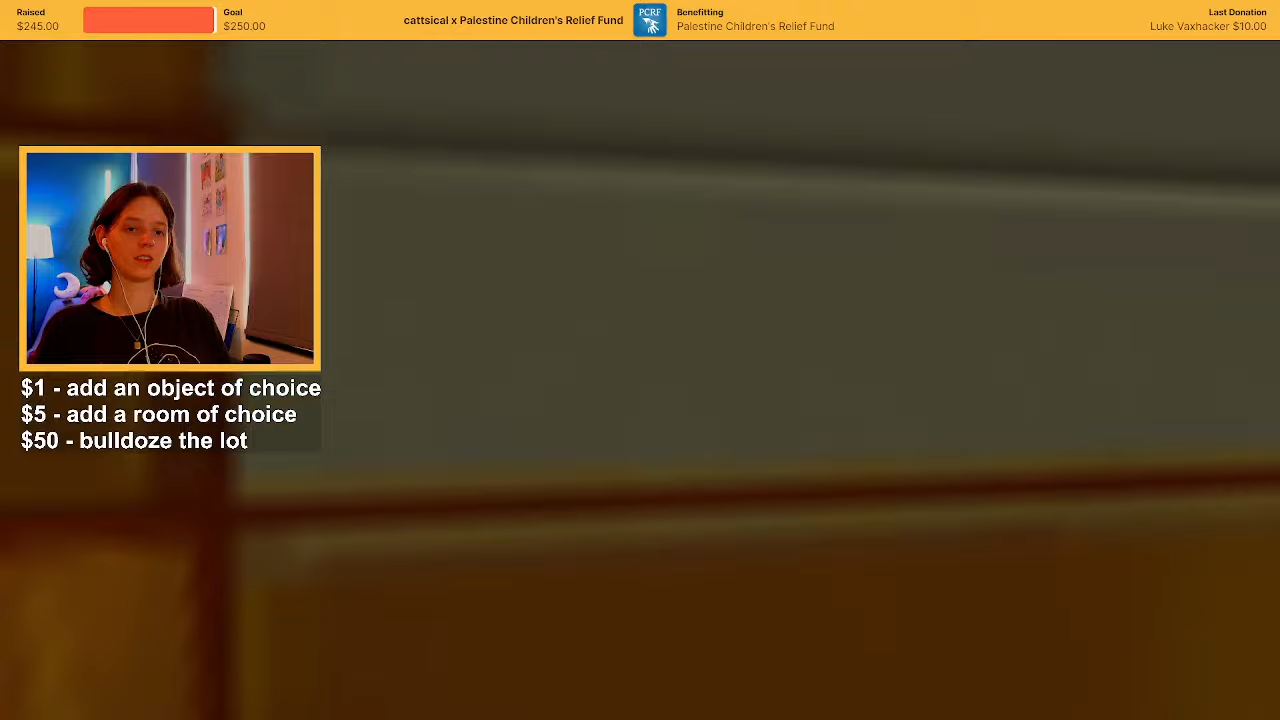 Raised
$245.00
Goal
$250.00
cattsical x Palestine Children's Relief Fund
PCRF
Benefitting
Palestine Children's Relief Fund
Last Donation
Luke Vaxhacker $10.00
$1 - add an object of choice
$5 - add a room of choice
$50 - bulldoze the lot